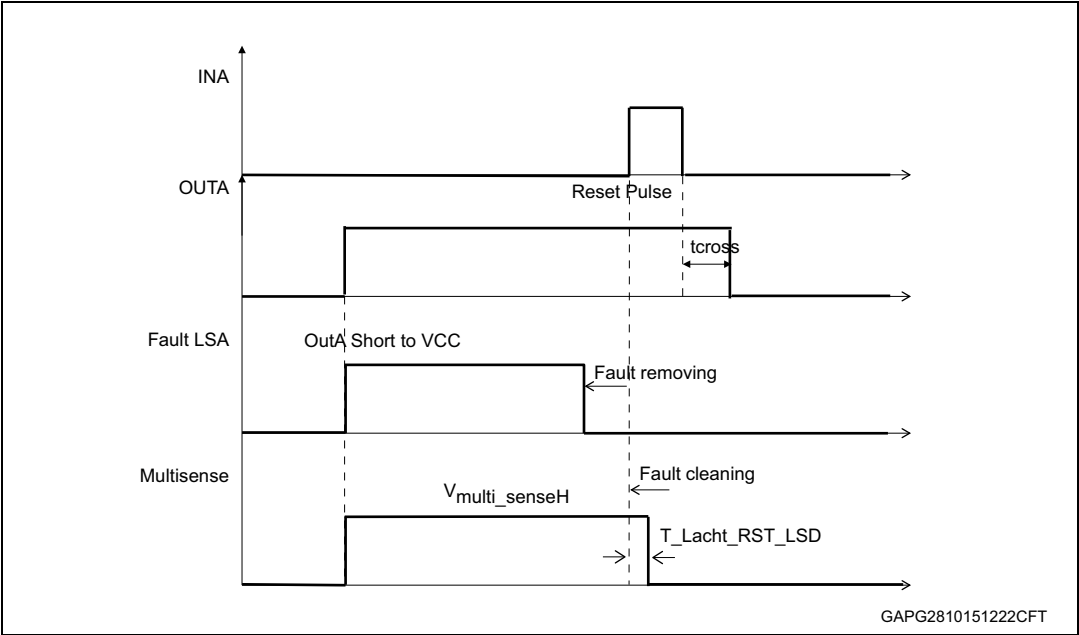 INA
OUTA
Reset Pulse
tcross
Fault LSA
OutA Short to VCC
Fault removing
Multisense
Fault cleaning
Vmulti_senseH
T_Lacht_RST_LSD
GAPG2810151222CFT